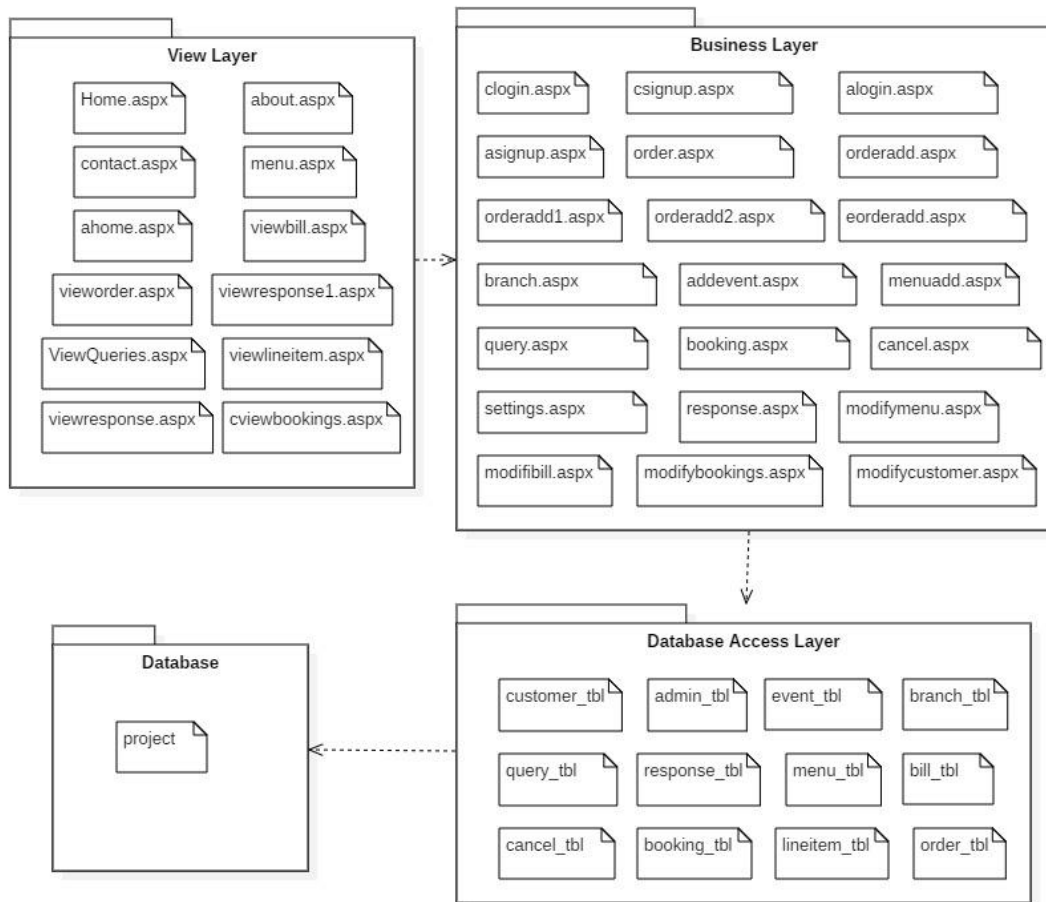 View Layer
Home.aspx
about.aspx
contact.aspx
menu.aspx
ahome.aspx
viewbill.aspx
vieworder.aspx
viewresponse1.aspx
ViewQueries.aspx
viewlineitem.aspx
viewresponse.aspx
cviewbookings.aspx
Business Layer
clogin.aspx
csignup.aspx
alogin.aspx
asignup.aspx
order.aspx
orderadd.aspx
orderadd1.aspx
orderadd2.aspx
eorderadd.aspx
branch.aspx
addevent.aspx
menuadd.aspx
query.aspx
booking.aspx
cancel.aspx
settings.aspx
response.aspx
modifymenu.aspx
modifibill.aspx
modifybookings.aspx
modifycustomer.aspx
Database Access Layer
customer_tbl
admin_tbl
event_tbl
branch_tbl
query_tbl
response_tbl
menu_tbl
bill_tbl
cancel_tbl
booking_tbl
lineitem_tbl
order_tbl
Database
project